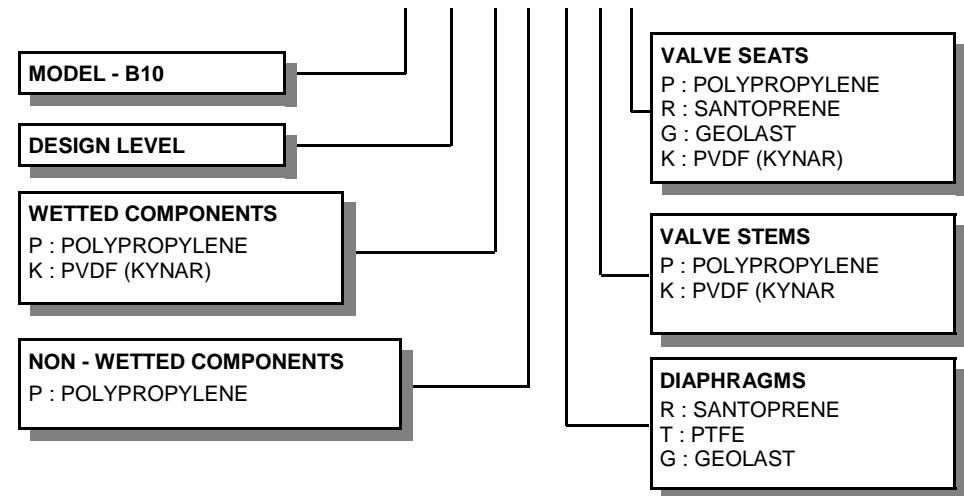 MODEL - B10
DESIGN LEVEL
WETTED COMPONENTS
P : POLYPROPYLENE
K : PVDF (KYNAR)
NON - WETTED COMPONENTS
P : POLYPROPYLENE
VALVE SEATS
P : POLYPROPYLENE
R : SANTOPRENE
G : GEOLAST
K : PVDF (KYNAR)
VALVE STEMS
P : POLYPROPYLENE
K : PVDF (KYNAR
DIAPHRAGMS
R : SANTOPRENE
T : PTFE
G : GEOLAST